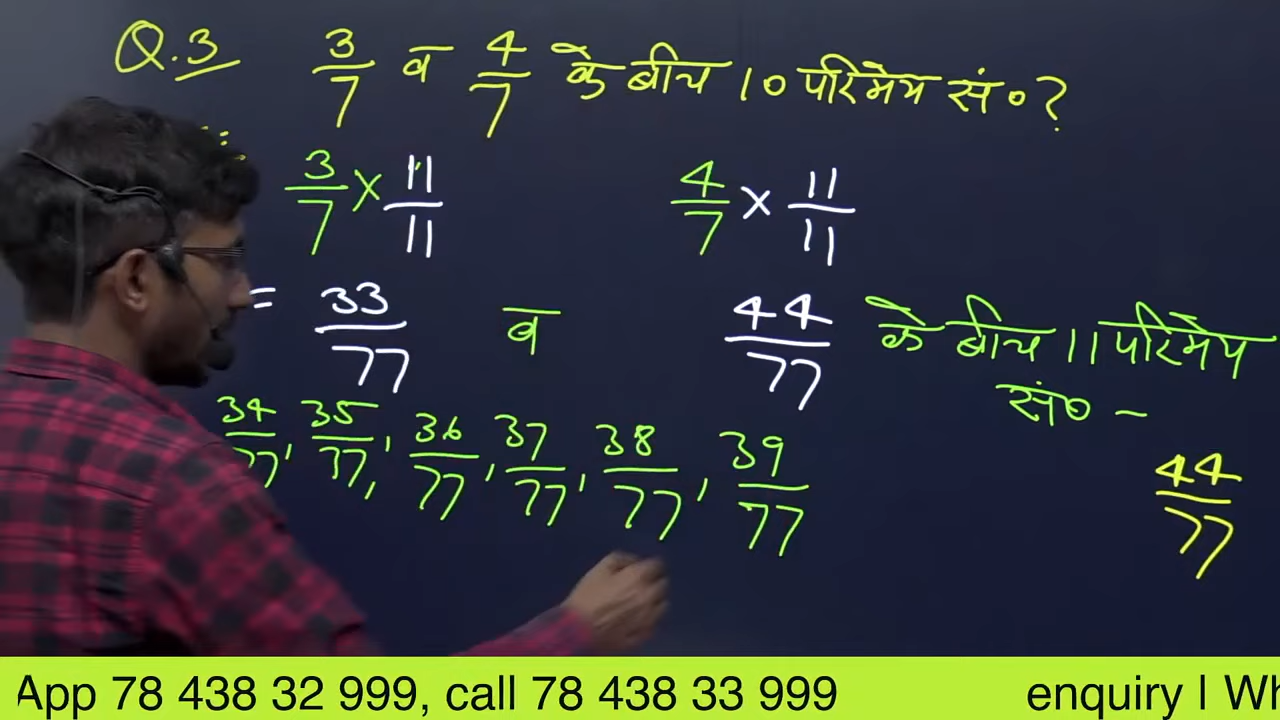 Q.3 3/7 व 4/7 के बीच 10 परिमेय सं० ?
3/7 × 11/11 4/7 × 11/11
= 33/77 व 44/77 के बीच 11 परिमेय
सं० –
34/77, 35/77, 36/77, 37/77, 38/77, 39/77 44/77
App 78 438 32 999, call 78 438 33 999 enquiry | Wh